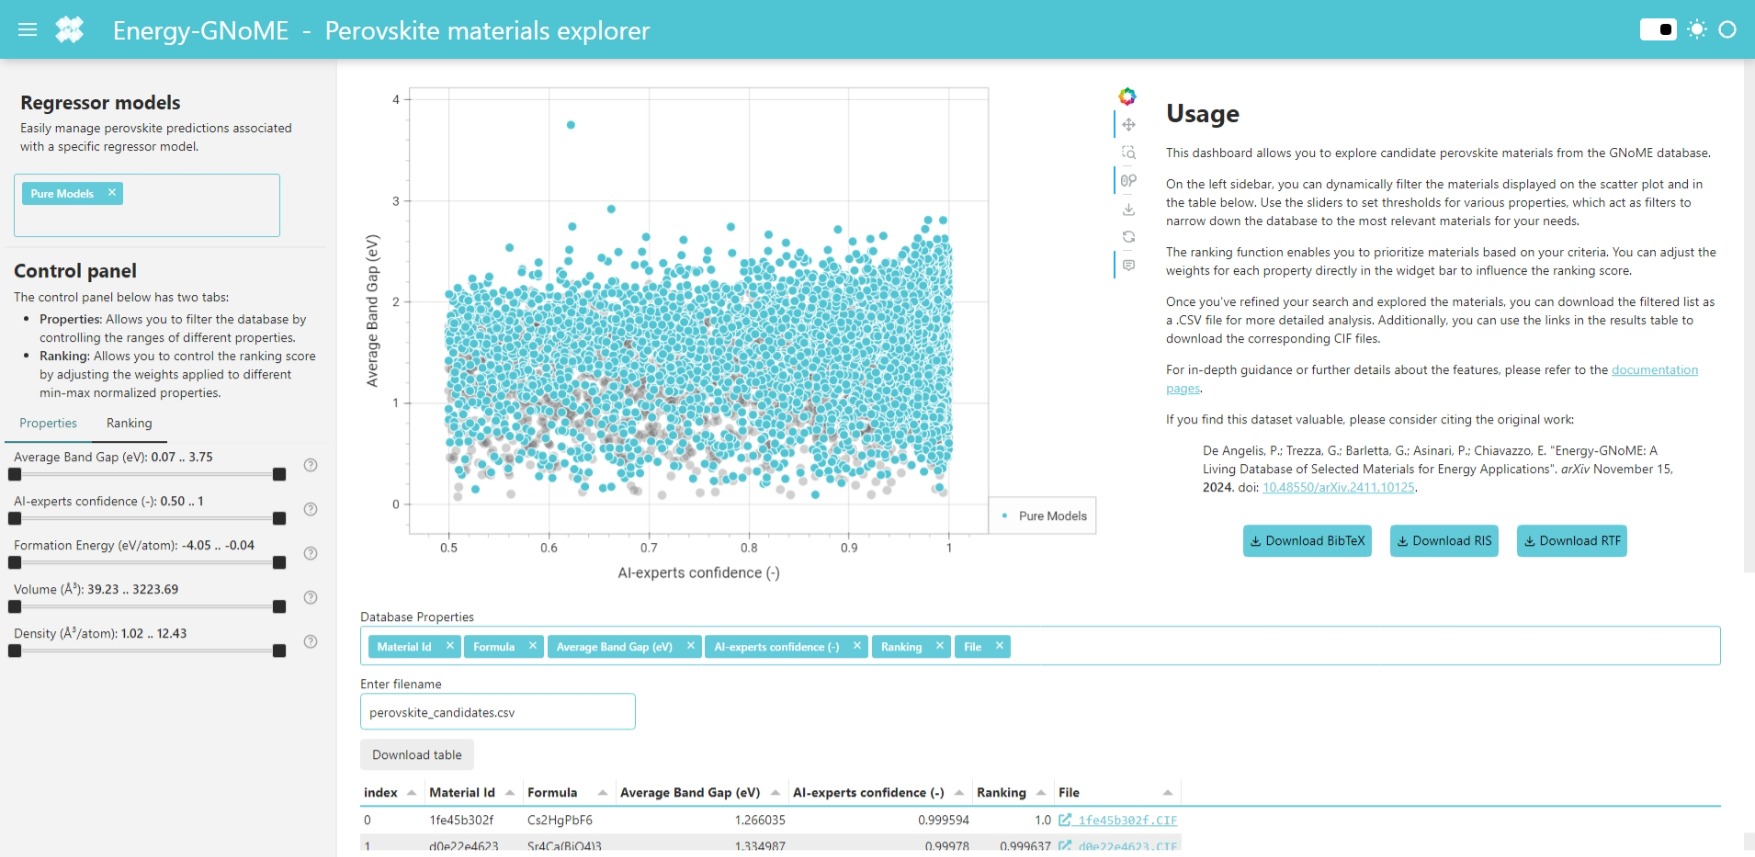 Energy-GNoME - Perovskite materials explorer
Regressor models
Easily manage perovskite predictions associated
with a specific regressor model.
Pure Models ×
Control panel
The control panel below has two tabs:
• Properties: Allows you to filter the database by
controlling the ranges of different properties.
• Ranking: Allows you to control the ranking score
by adjusting the weights applied to different
min-max normalized properties.
Properties Ranking
Average Band Gap (eV): 0.07 .. 3.75
AI-experts confidence (-): 0.50 .. 1
Formation Energy (eV/atom): -4.05 .. -0.04
Volume (Å³): 39.23 .. 3223.69
Density (Å³/atom): 1.02 .. 12.43
4
3
2
1
0
Average Band Gap (eV)
0.5 0.6 0.7 0.8 0.9 1
AI-experts confidence (-)
Pure Models
Usage
This dashboard allows you to explore candidate perovskite materials from the GNoME database.
On the left sidebar, you can dynamically filter the materials displayed on the scatter plot and in
the table below. Use the sliders to set thresholds for various properties, which act as filters to
narrow down the database to the most relevant materials for your needs.
The ranking function enables you to prioritize materials based on your criteria. You can adjust the
weights for each property directly in the widget bar to influence the ranking score.
Once you've refined your search and explored the materials, you can download the filtered list as
a .CSV file for more detailed analysis. Additionally, you can use the links in the results table to
download the corresponding CIF files.
For in-depth guidance or further details about the features, please refer to the documentation
pages.
If you find this dataset valuable, please consider citing the original work:
De Angelis, P.; Trezza, G.; Barletta, G.; Asinari, P.; Chiavazzo, E. "Energy-GNoME: A
Living Database of Selected Materials for Energy Applications". arXiv November 15,
2024. doi: 10.48550/arXiv.2411.10125.
Download BibTeX Download RIS Download RTF
Database Properties
Material Id × Formula × Average Band Gap (eV) × AI-experts confidence (-) × Ranking × File ×
Enter filename
perovskite_candidates.csv
Download table
index Material Id Formula Average Band Gap (eV) AI-experts confidence (-) Ranking File
0 1fe45b302f Cs2HgPbF6 1.266035 0.999594 1.0 1fe45b302f.CIF
1 d0e22e4623 Sr4Ca(BiO4)3 1.334987 0.99978 0.999637 d0e22e4623.CIF